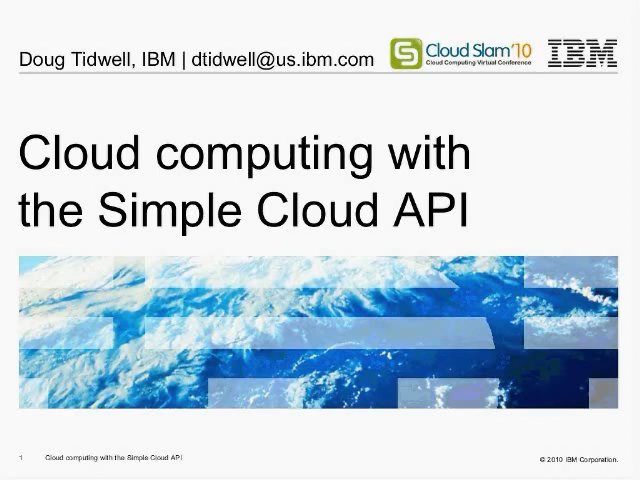 Doug Tidwell, IBM | dtidwell@us.ibm.com
S Cloud Slam'10
Cloud Computing Virtual Conference
IBM
Cloud computing with
the Simple Cloud API
1 Cloud computing with the Simple Cloud API
© 2010 IBM Corporation.